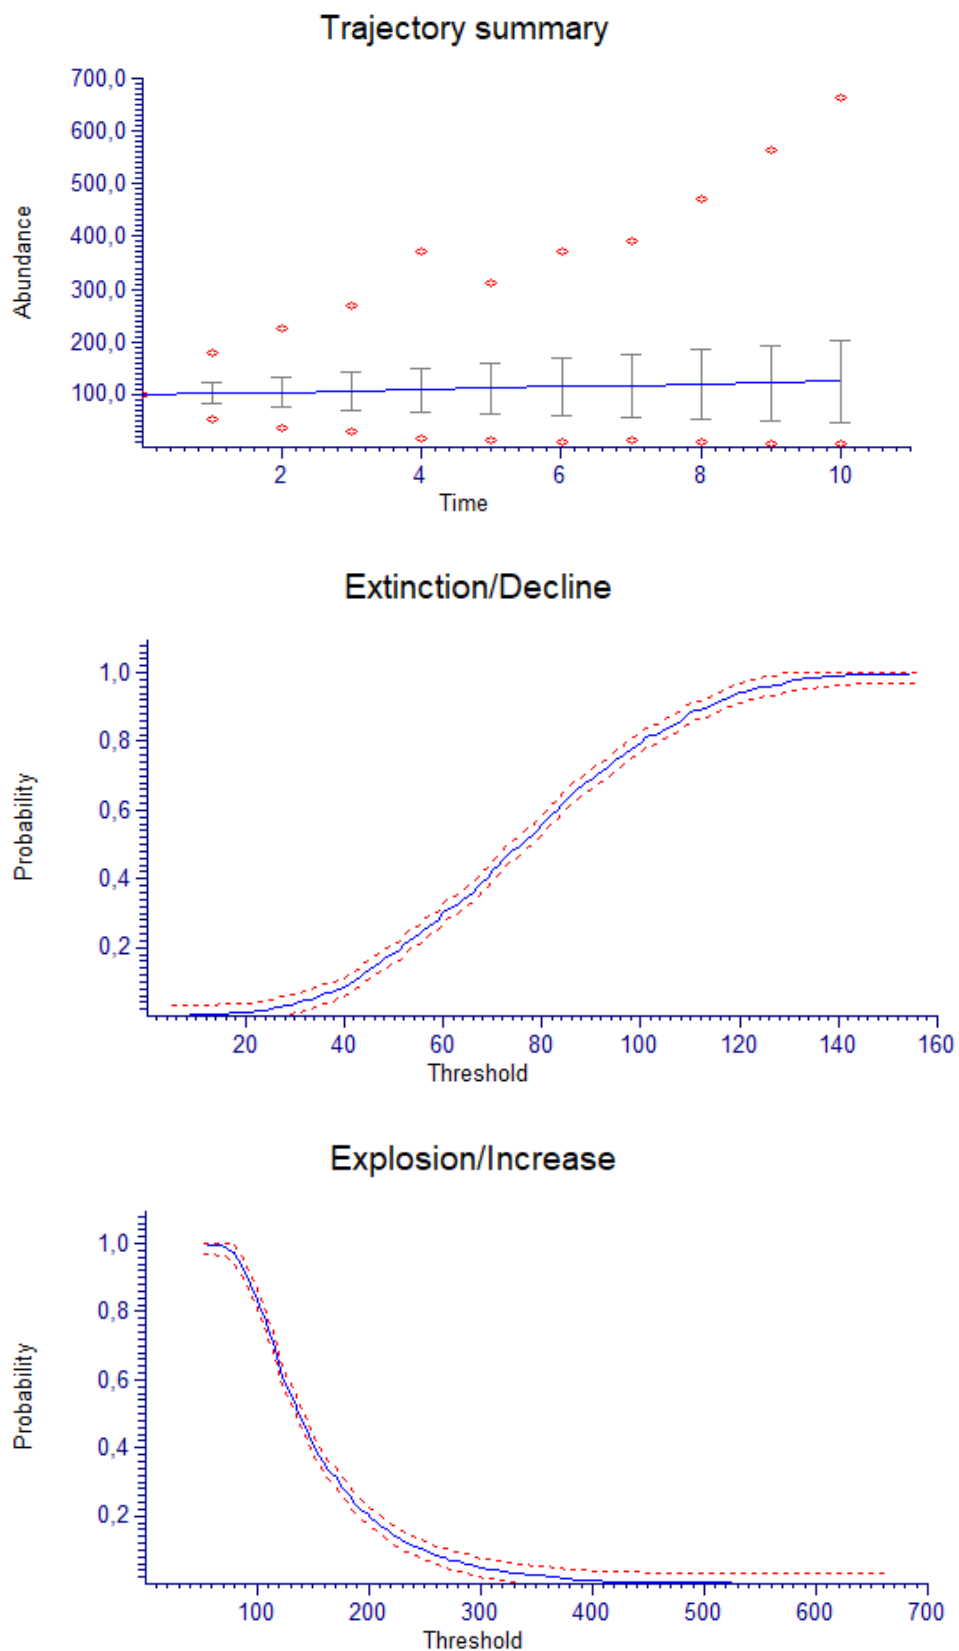 Trajectory summary
700,0
600,0
500,0
400,0
300,0
200,0
100,0
Abundance
2 4 6 8 10
Time
Extinction/Decline
1,0
0,8
0,6
0,4
0,2
Probability
20 40 60 80 100 120 140 160
Threshold
Explosion/Increase
1,0
0,8
0,6
0,4
0,2
Probability
100 200 300 400 500 600 700
Threshold